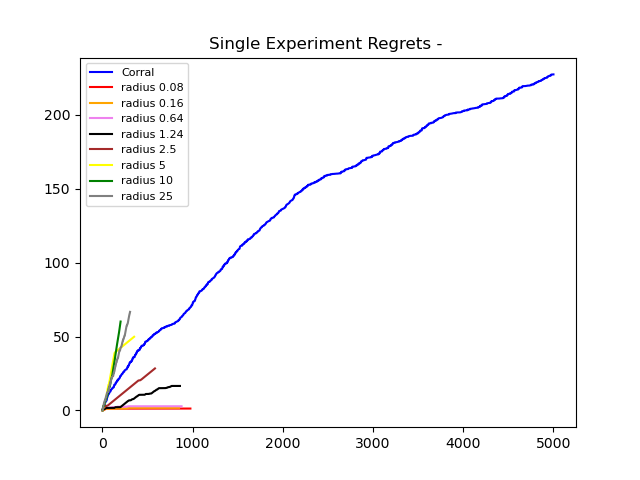 Single Experiment Regrets -
Corral
radius 0.08
radius 0.16
radius 0.64
radius 1.24
radius 2.5
radius 5
radius 10
radius 25
200
150
100
50
0
0 1000 2000 3000 4000 5000